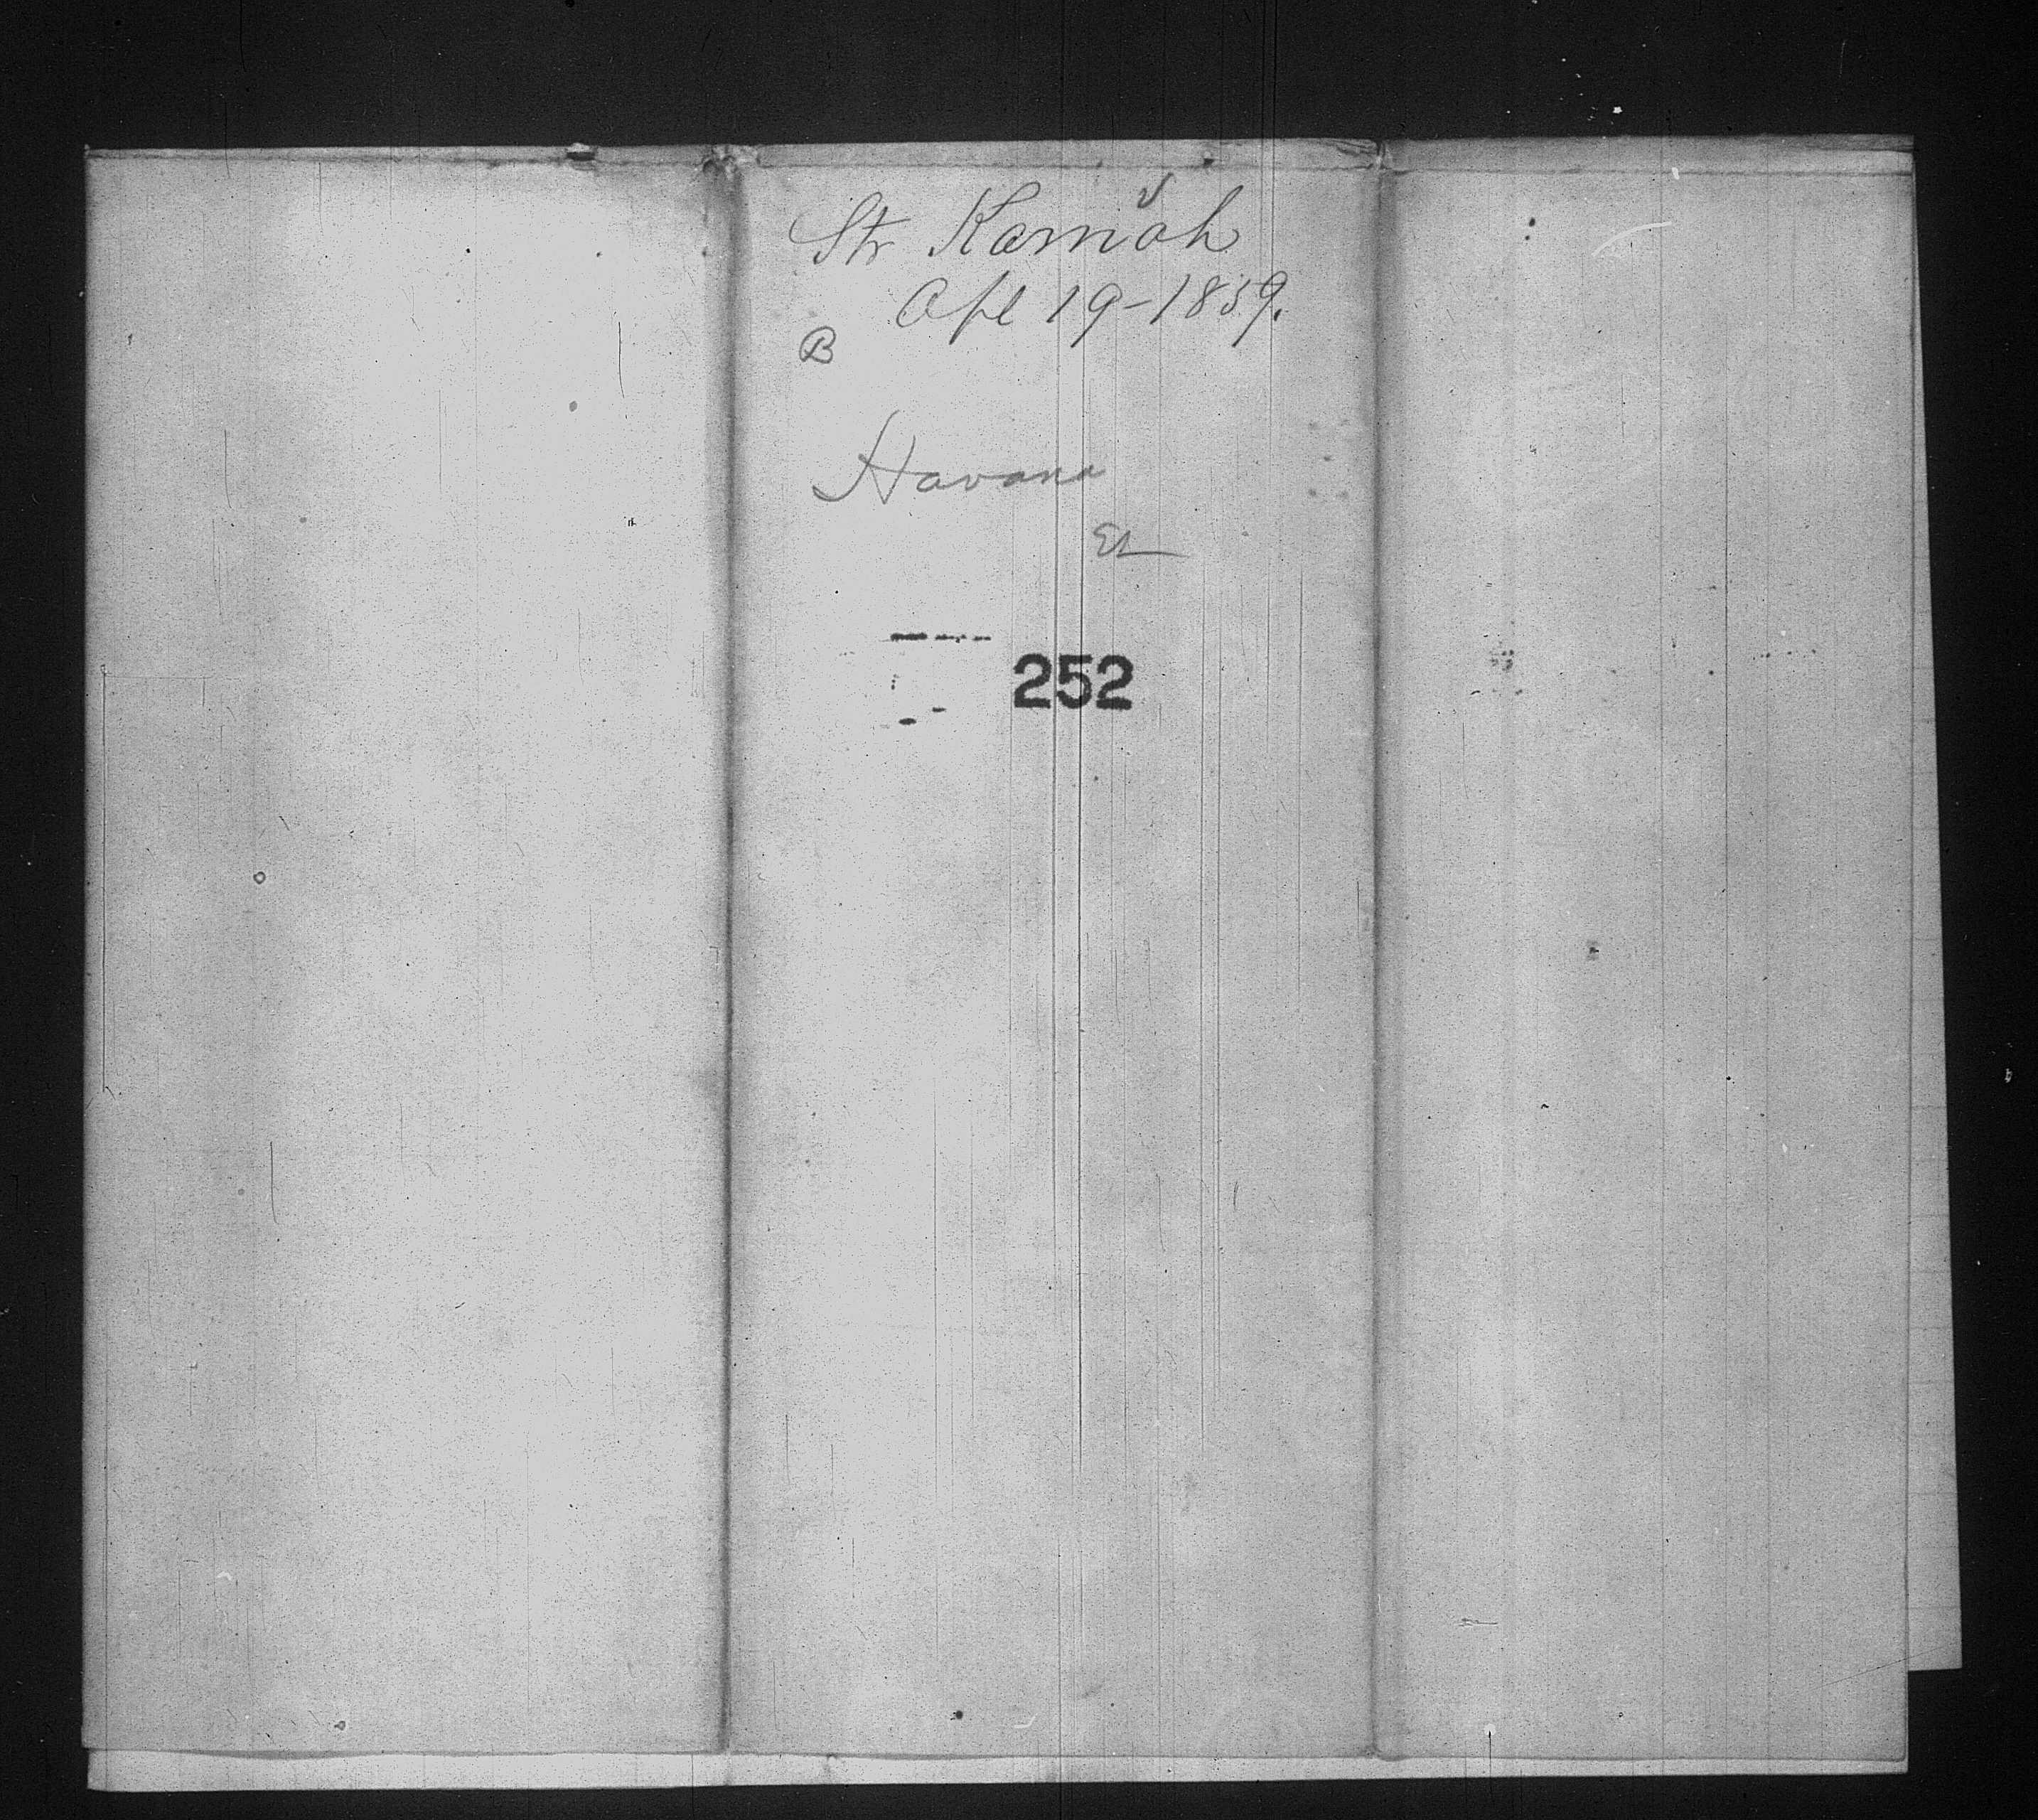 Str Karnak
Apl 19-1859.
B
Havana
252